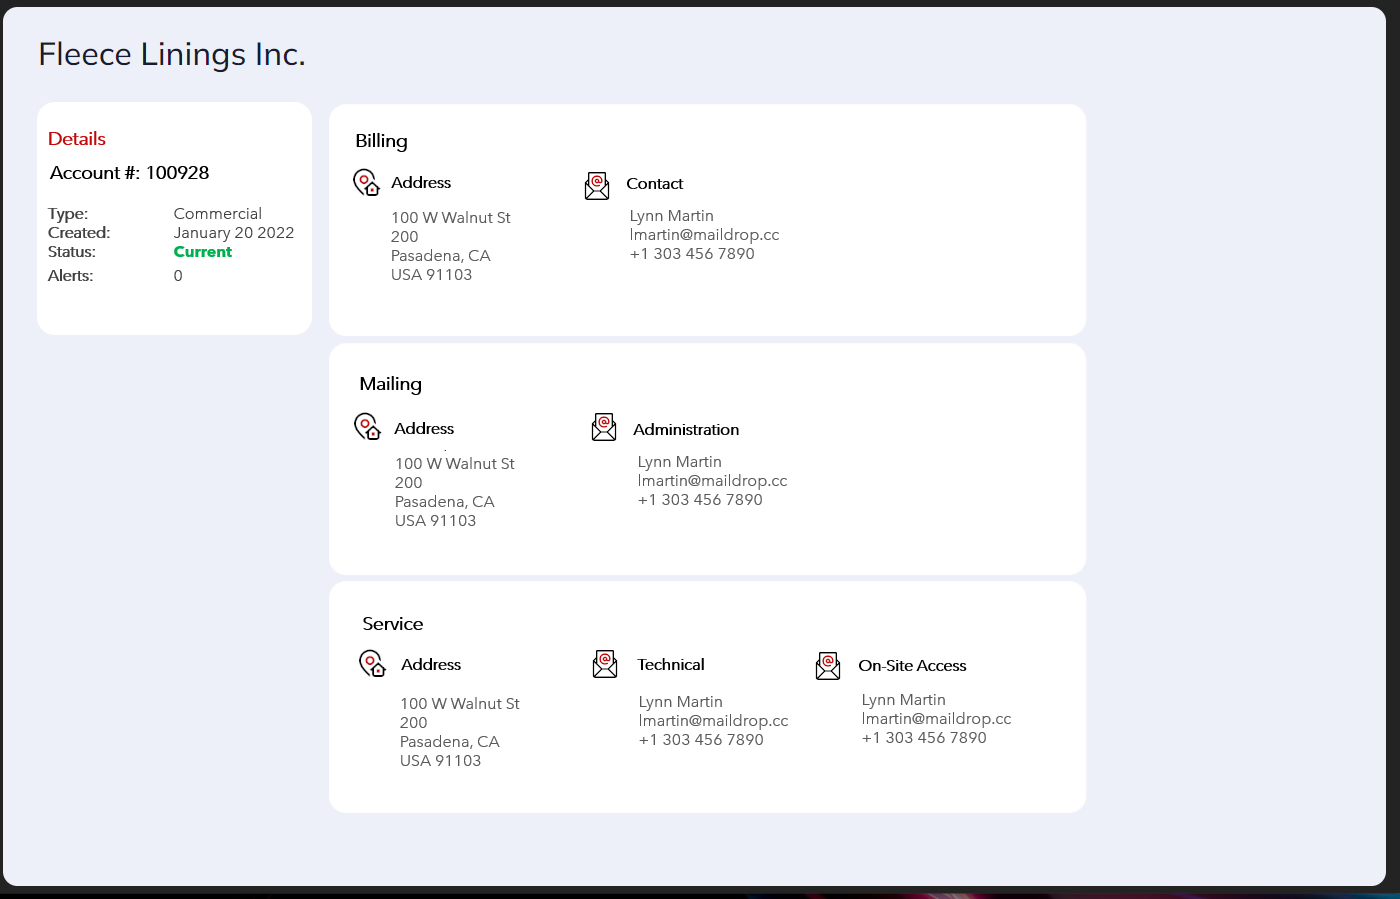 Fleece Linings Inc.
Details
Account #: 100928
Type: Commercial
Created: January 20 2022
Status: Current
Alerts: 0
Billing
Address
100 W Walnut St
200
Pasadena, CA
USA 91103
Contact
Lynn Martin
lmartin@maildrop.cc
+1 303 456 7890
Mailing
Address
100 W Walnut St
200
Pasadena, CA
USA 91103
Administration
Lynn Martin
lmartin@maildrop.cc
+1 303 456 7890
Service
Address
100 W Walnut St
200
Pasadena, CA
USA 91103
Technical
Lynn Martin
lmartin@maildrop.cc
+1 303 456 7890
On-Site Access
Lynn Martin
lmartin@maildrop.cc
+1 303 456 7890